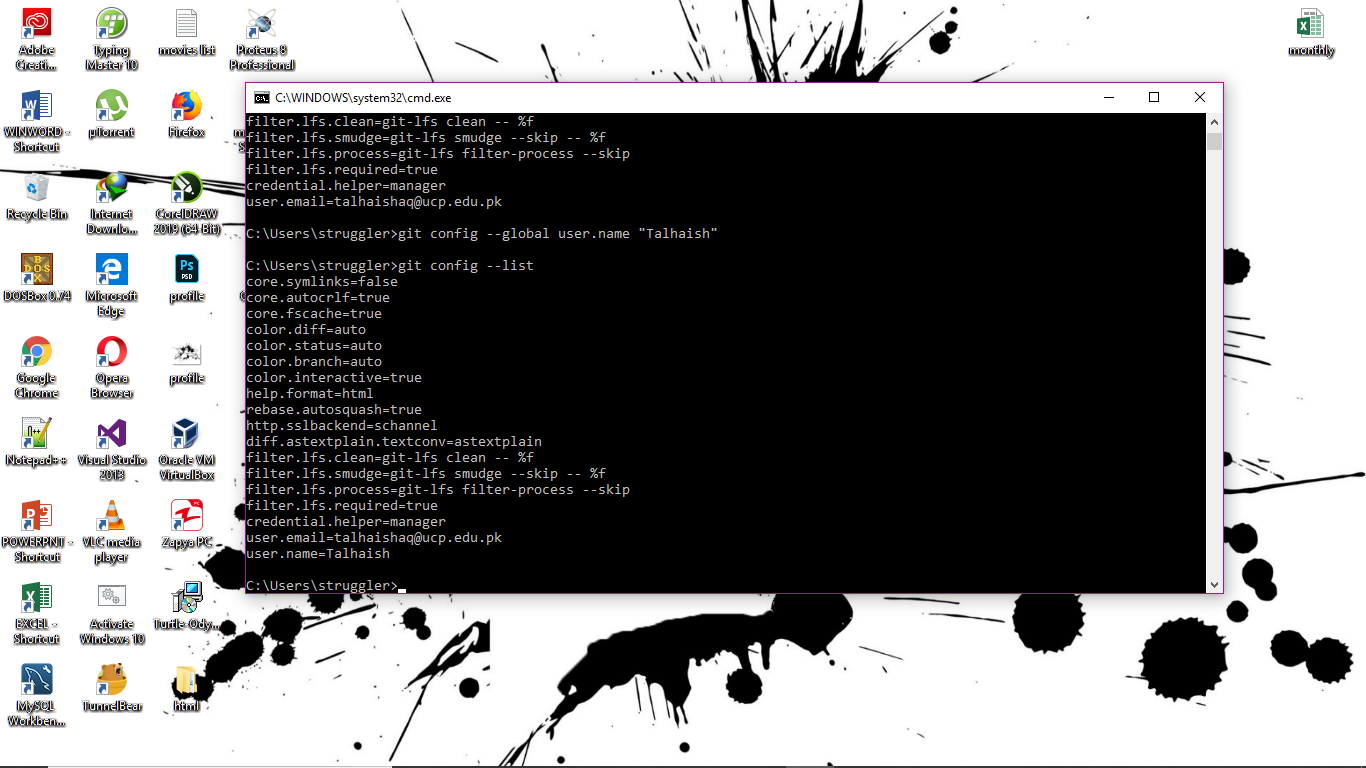 Adobe
Creati...
Typing
Master 10
movies list
Proteus 8
Professional
monthly
WINWORD -
Shortcut
µTorrent
Firefox
Recycle Bin
Internet
Downlo...
CorelDRAW
2019 (64-Bit)
DOSBox 0.74
Microsoft
Edge
profile
Google
Chrome
Opera
Browser
profile
Notepad++
Visual Studio
2013
Oracle VM
VirtualBox
POWERPNT -
Shortcut
VLC media
player
Zapya PC
EXCEL -
Shortcut
Activate
Windows 10
Turtle-Ody...
MySQL
Workben...
TunnelBear
html
C:\WINDOWS\system32\cmd.exe
filter.lfs.clean=git-lfs clean -- %f
filter.lfs.smudge=git-lfs smudge --skip -- %f
filter.lfs.process=git-lfs filter-process --skip
filter.lfs.required=true
credential.helper=manager
user.email=talhaishaq@ucp.edu.pk
C:\Users\struggler>git config --global user.name "Talhaish"
C:\Users\struggler>git config --list
core.symlinks=false
core.autocrlf=true
core.fscache=true
color.diff=auto
color.status=auto
color.branch=auto
color.interactive=true
help.format=html
rebase.autosquash=true
http.sslbackend=schannel
diff.astextplain.textconv=astextplain
filter.lfs.clean=git-lfs clean -- %f
filter.lfs.smudge=git-lfs smudge --skip -- %f
filter.lfs.process=git-lfs filter-process --skip
filter.lfs.required=true
credential.helper=manager
user.email=talhaishaq@ucp.edu.pk
user.name=Talhaish
C:\Users\struggler>